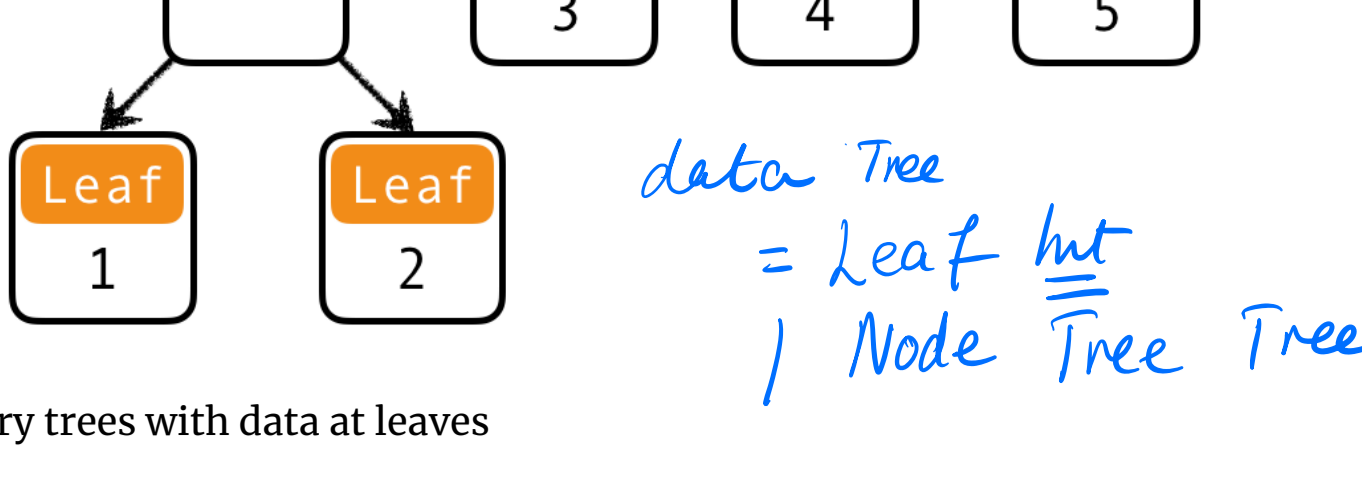 3 4 5
Leaf Leaf
1 2
data Tree
= Leaf Int
| Node Tree Tree
ry trees with data at leaves